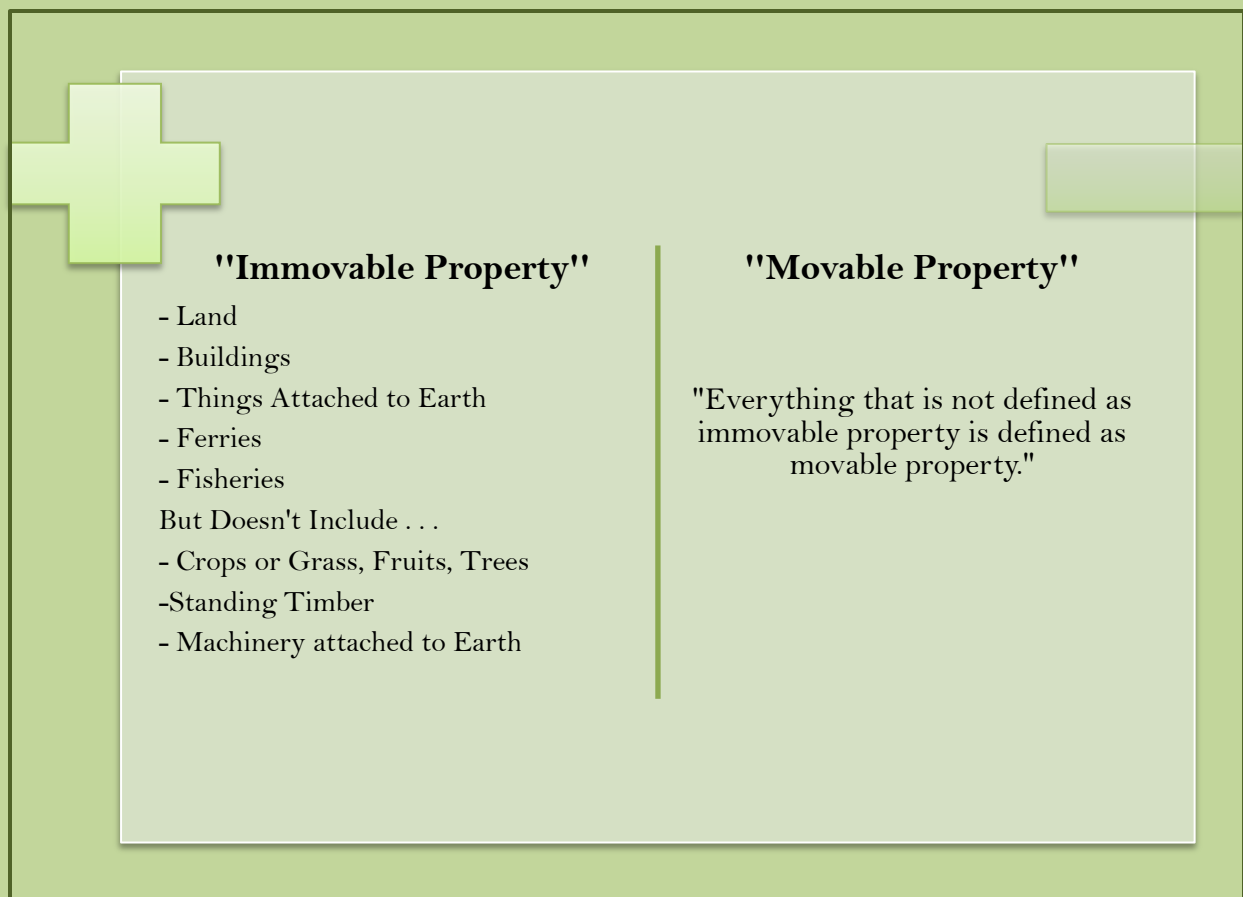 "Immovable Property"
- Land
- Buildings
- Things Attached to Earth
- Ferries
- Fisheries
But Doesn't Include . . .
- Crops or Grass, Fruits, Trees
-Standing Timber
- Machinery attached to Earth
"Movable Property"
"Everything that is not defined as
immovable property is defined as
movable property."